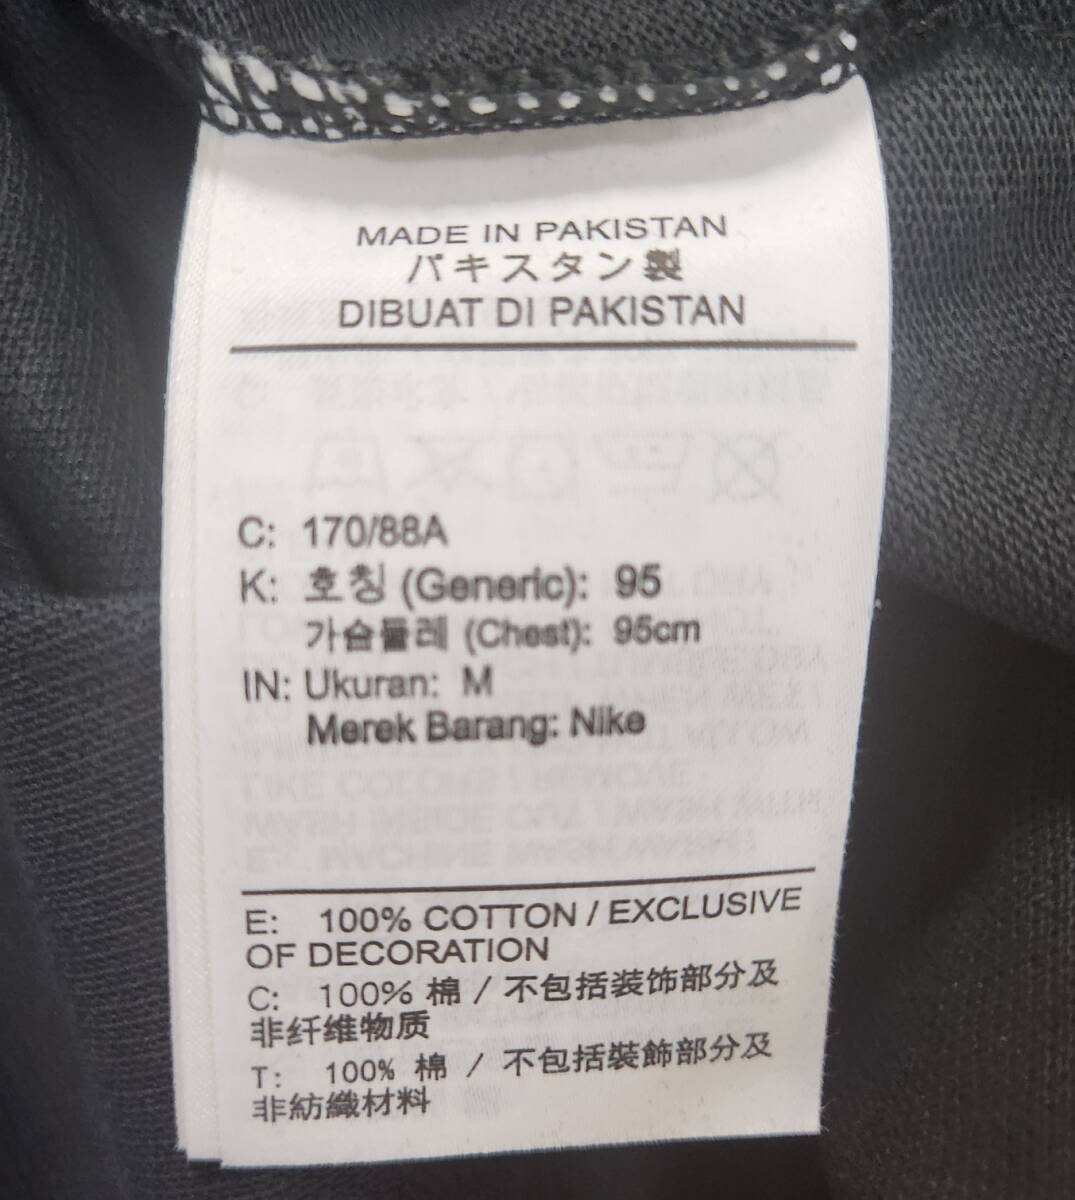 MADE IN PAKISTAN
パキスタン製
DIBUAT DI PAKISTAN
C: 170/88A
K: 호칭 (Generic): 95
가슴둘레 (Chest): 95cm
IN: Ukuran: M
Merek Barang: Nike
E: 100% COTTON / EXCLUSIVE
OF DECORATION
C: 100% 棉 / 不包括装饰部分及
非纤维物质
T: 100% 棉 / 不包括裝飾部分及
非紡織材料